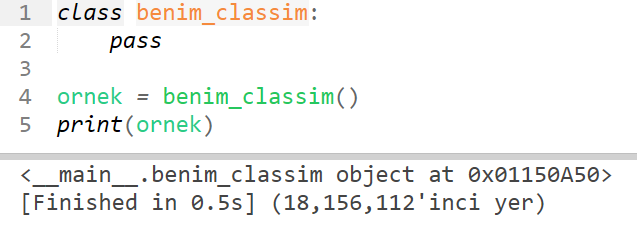 1 class benim_classim:
2     pass
3
4 ornek = benim_classim()
5 print(ornek)
<__main__.benim_classim object at 0x01150A50>
[Finished in 0.5s] (18,156,112'inci yer)